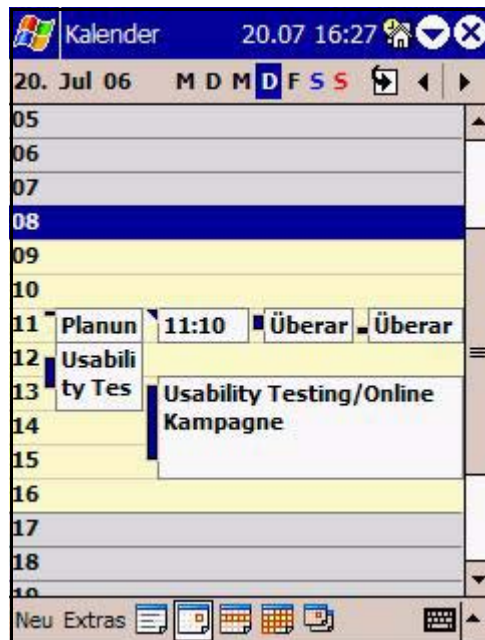 Kalender 20.07 16:27
20. Jul 06 M D M D F S S
05
06
07
08
09
10
11 Planun 11:10 Überar Überar
12 Usabili
13 ty Tes Usability Testing/Online
14 Kampagne
15
16
17
18
19
Neu Extras